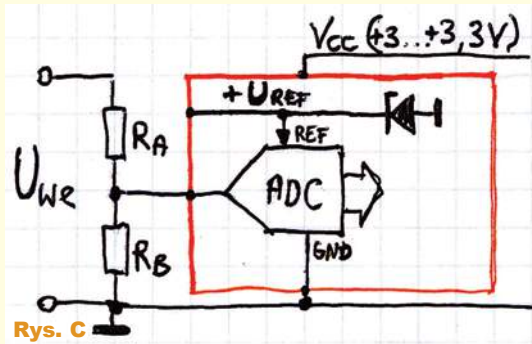 VCC (+3...+3,3V)
+UREF
REF
RA
Uwe
ADC
RB
GND
Rys. C